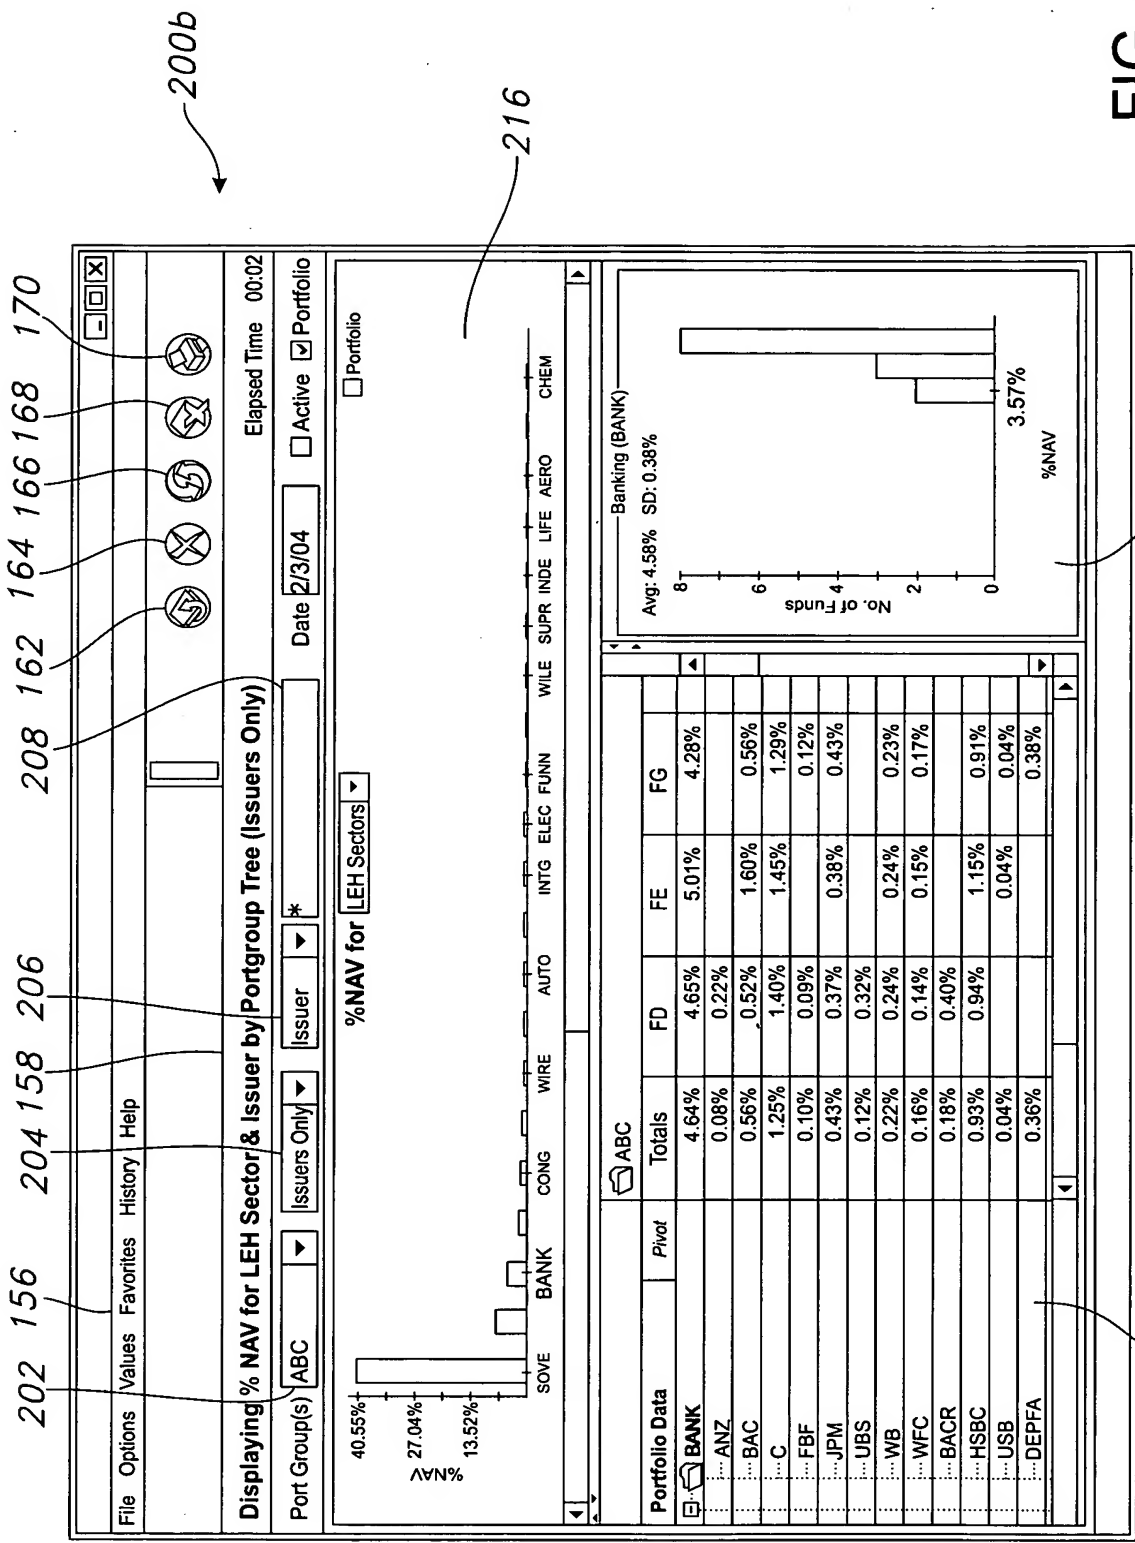 202 156 204 158 206 208 162 164 166 168 170
200b
File Options Values Favorites History Help
Displaying % NAV for LEH Sector & Issuer by Portgroup Tree (Issuers Only)
Elapsed Time 00:02
Port Group(s) ABC Issuers Only Issuer * Date 2/3/04 Active Portfolio
%NAV for LEH Sectors
Portfolio
216
%NAV
40.55%
27.04%
13.52%
SOVE BANK CONG WIRE AUTO INTG ELEC FUNN WILE SUPR INDE LIFE AERO CHEM
ABC
Portfolio Data Pivot Totals FD FE FG
BANK 4.64% 4.65% 5.01% 4.28%
ANZ 0.08% 0.22%
BAC 0.56% 0.52% 1.60% 0.56%
C 1.25% 1.40% 1.45% 1.29%
FBF 0.10% 0.09% 0.12%
JPM 0.43% 0.37% 0.38% 0.43%
UBS 0.12% 0.32%
WB 0.22% 0.24% 0.24% 0.23%
WFC 0.16% 0.14% 0.15% 0.17%
BACR 0.18% 0.40%
HSBC 0.93% 0.94% 1.15% 0.91%
USB 0.04% 0.04% 0.04%
DEPFA 0.36% 0.38%
Banking (BANK)
Avg: 4.58% SD: 0.38%
No. of Funds
8
6
4
2
0
3.57%
%NAV
FIG